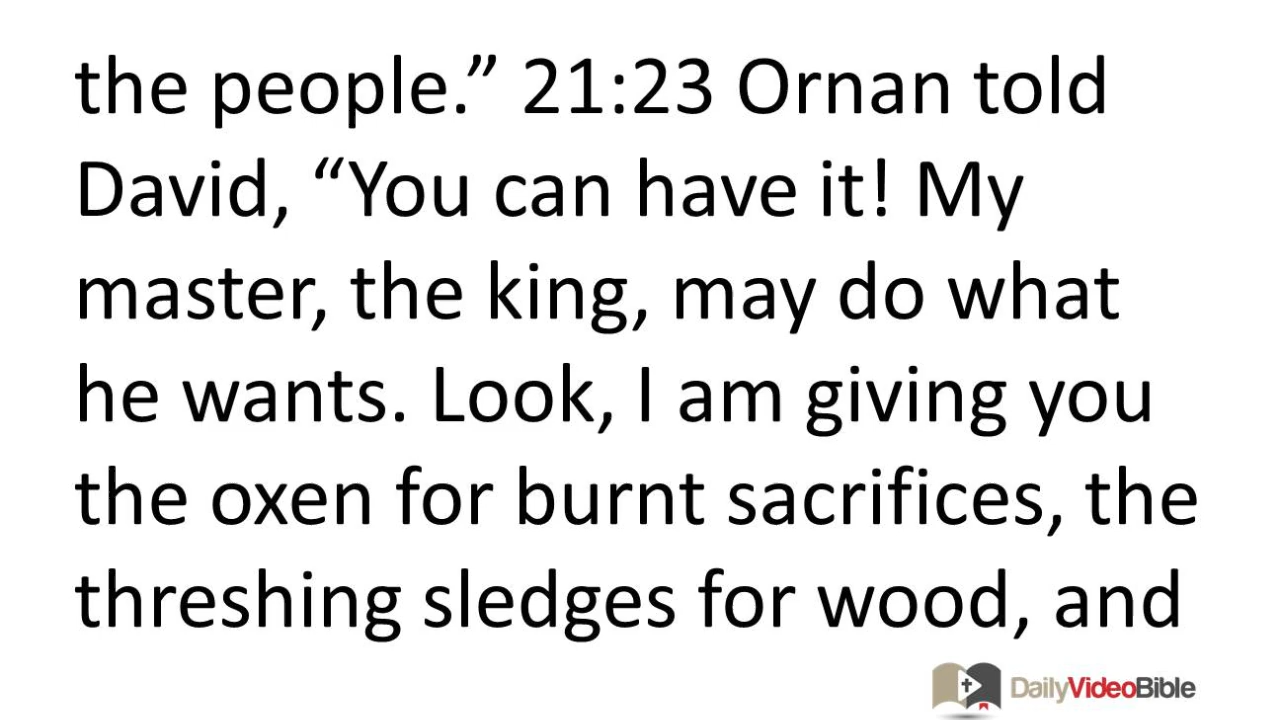 the people.” 21:23 Ornan told
David, “You can have it! My
master, the king, may do what
he wants. Look, I am giving you
the oxen for burnt sacrifices, the
threshing sledges for wood, and
DailyVideoBible